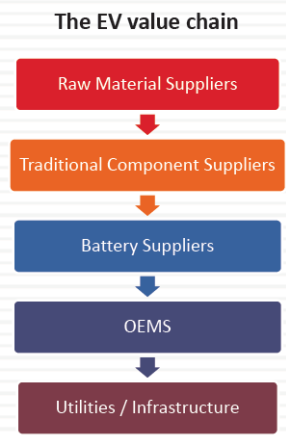 The EV value chain
Raw Material Suppliers
Traditional Component Suppliers
Battery Suppliers
OEMS
Utilities / Infrastructure